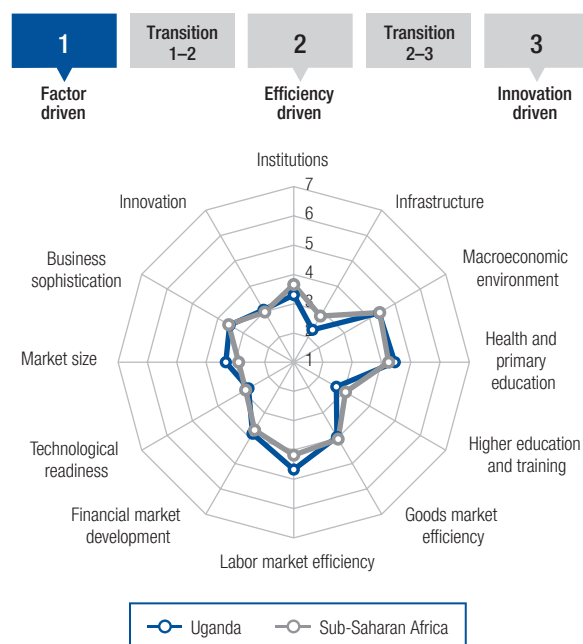 1
Transition
1–2
2
Transition
2–3
3
Factor
driven
Efficiency
driven
Innovation
driven
Institutions
Infrastructure
Macroeconomic
environment
Health and
primary
education
Higher education
and training
Goods market
efficiency
Labor market efficiency
Financial market
development
Technological
readiness
Market size
Business
sophistication
Innovation
7
6
5
4
3
2
1
Uganda
Sub-Saharan Africa